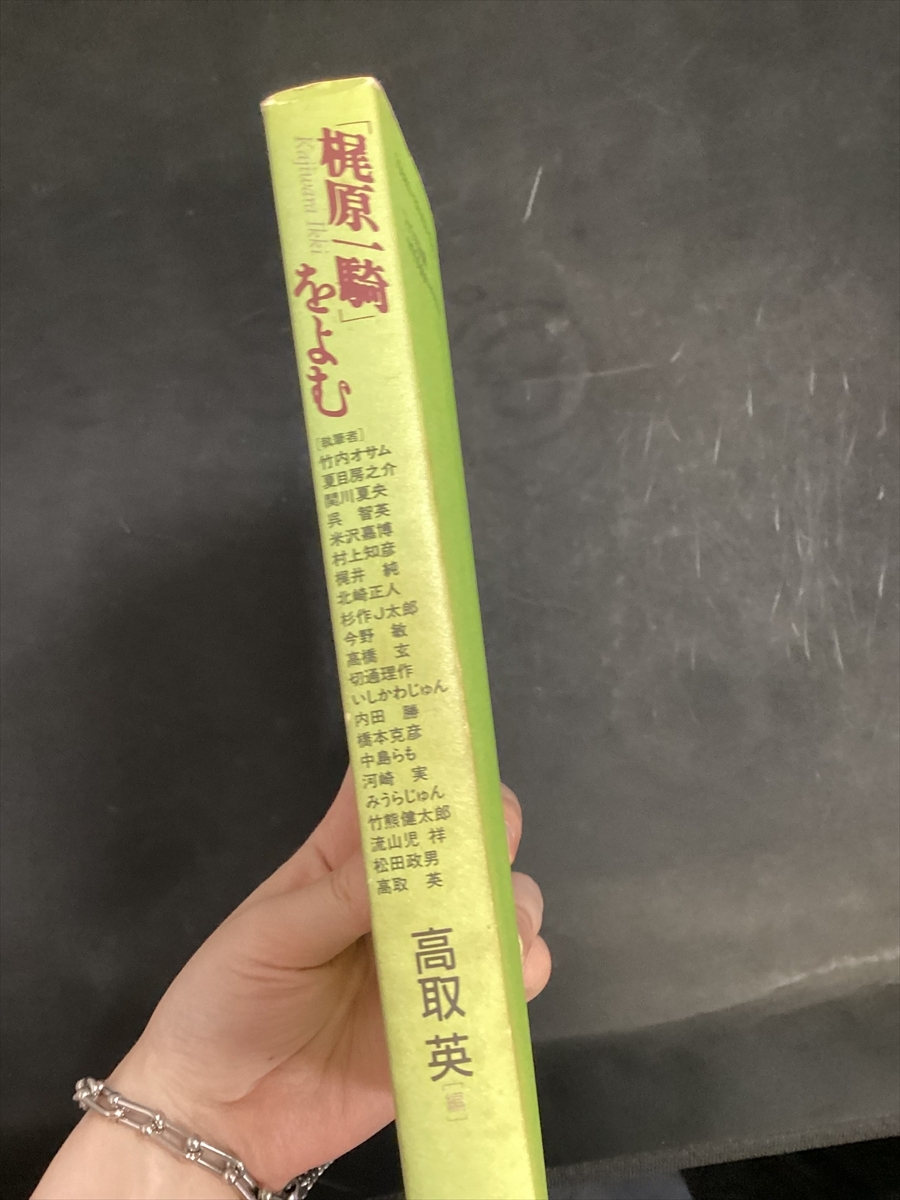 「梶原一騎」
Kajiwara Ikki
をよむ
[執筆者]
竹内オサム
夏目房之介
関川夏央
呉　智英
米沢嘉博
村上知彦
梶井　純
北崎正人
杉作J太郎
今野　敏
高橋　玄
切通理作
いしかわじゅん
内田　勝
橋本克彦
中島らも
河崎　実
みうらじゅん
竹熊健太郎
流山児 祥
松田政男
高取　英
高取 英
[編]